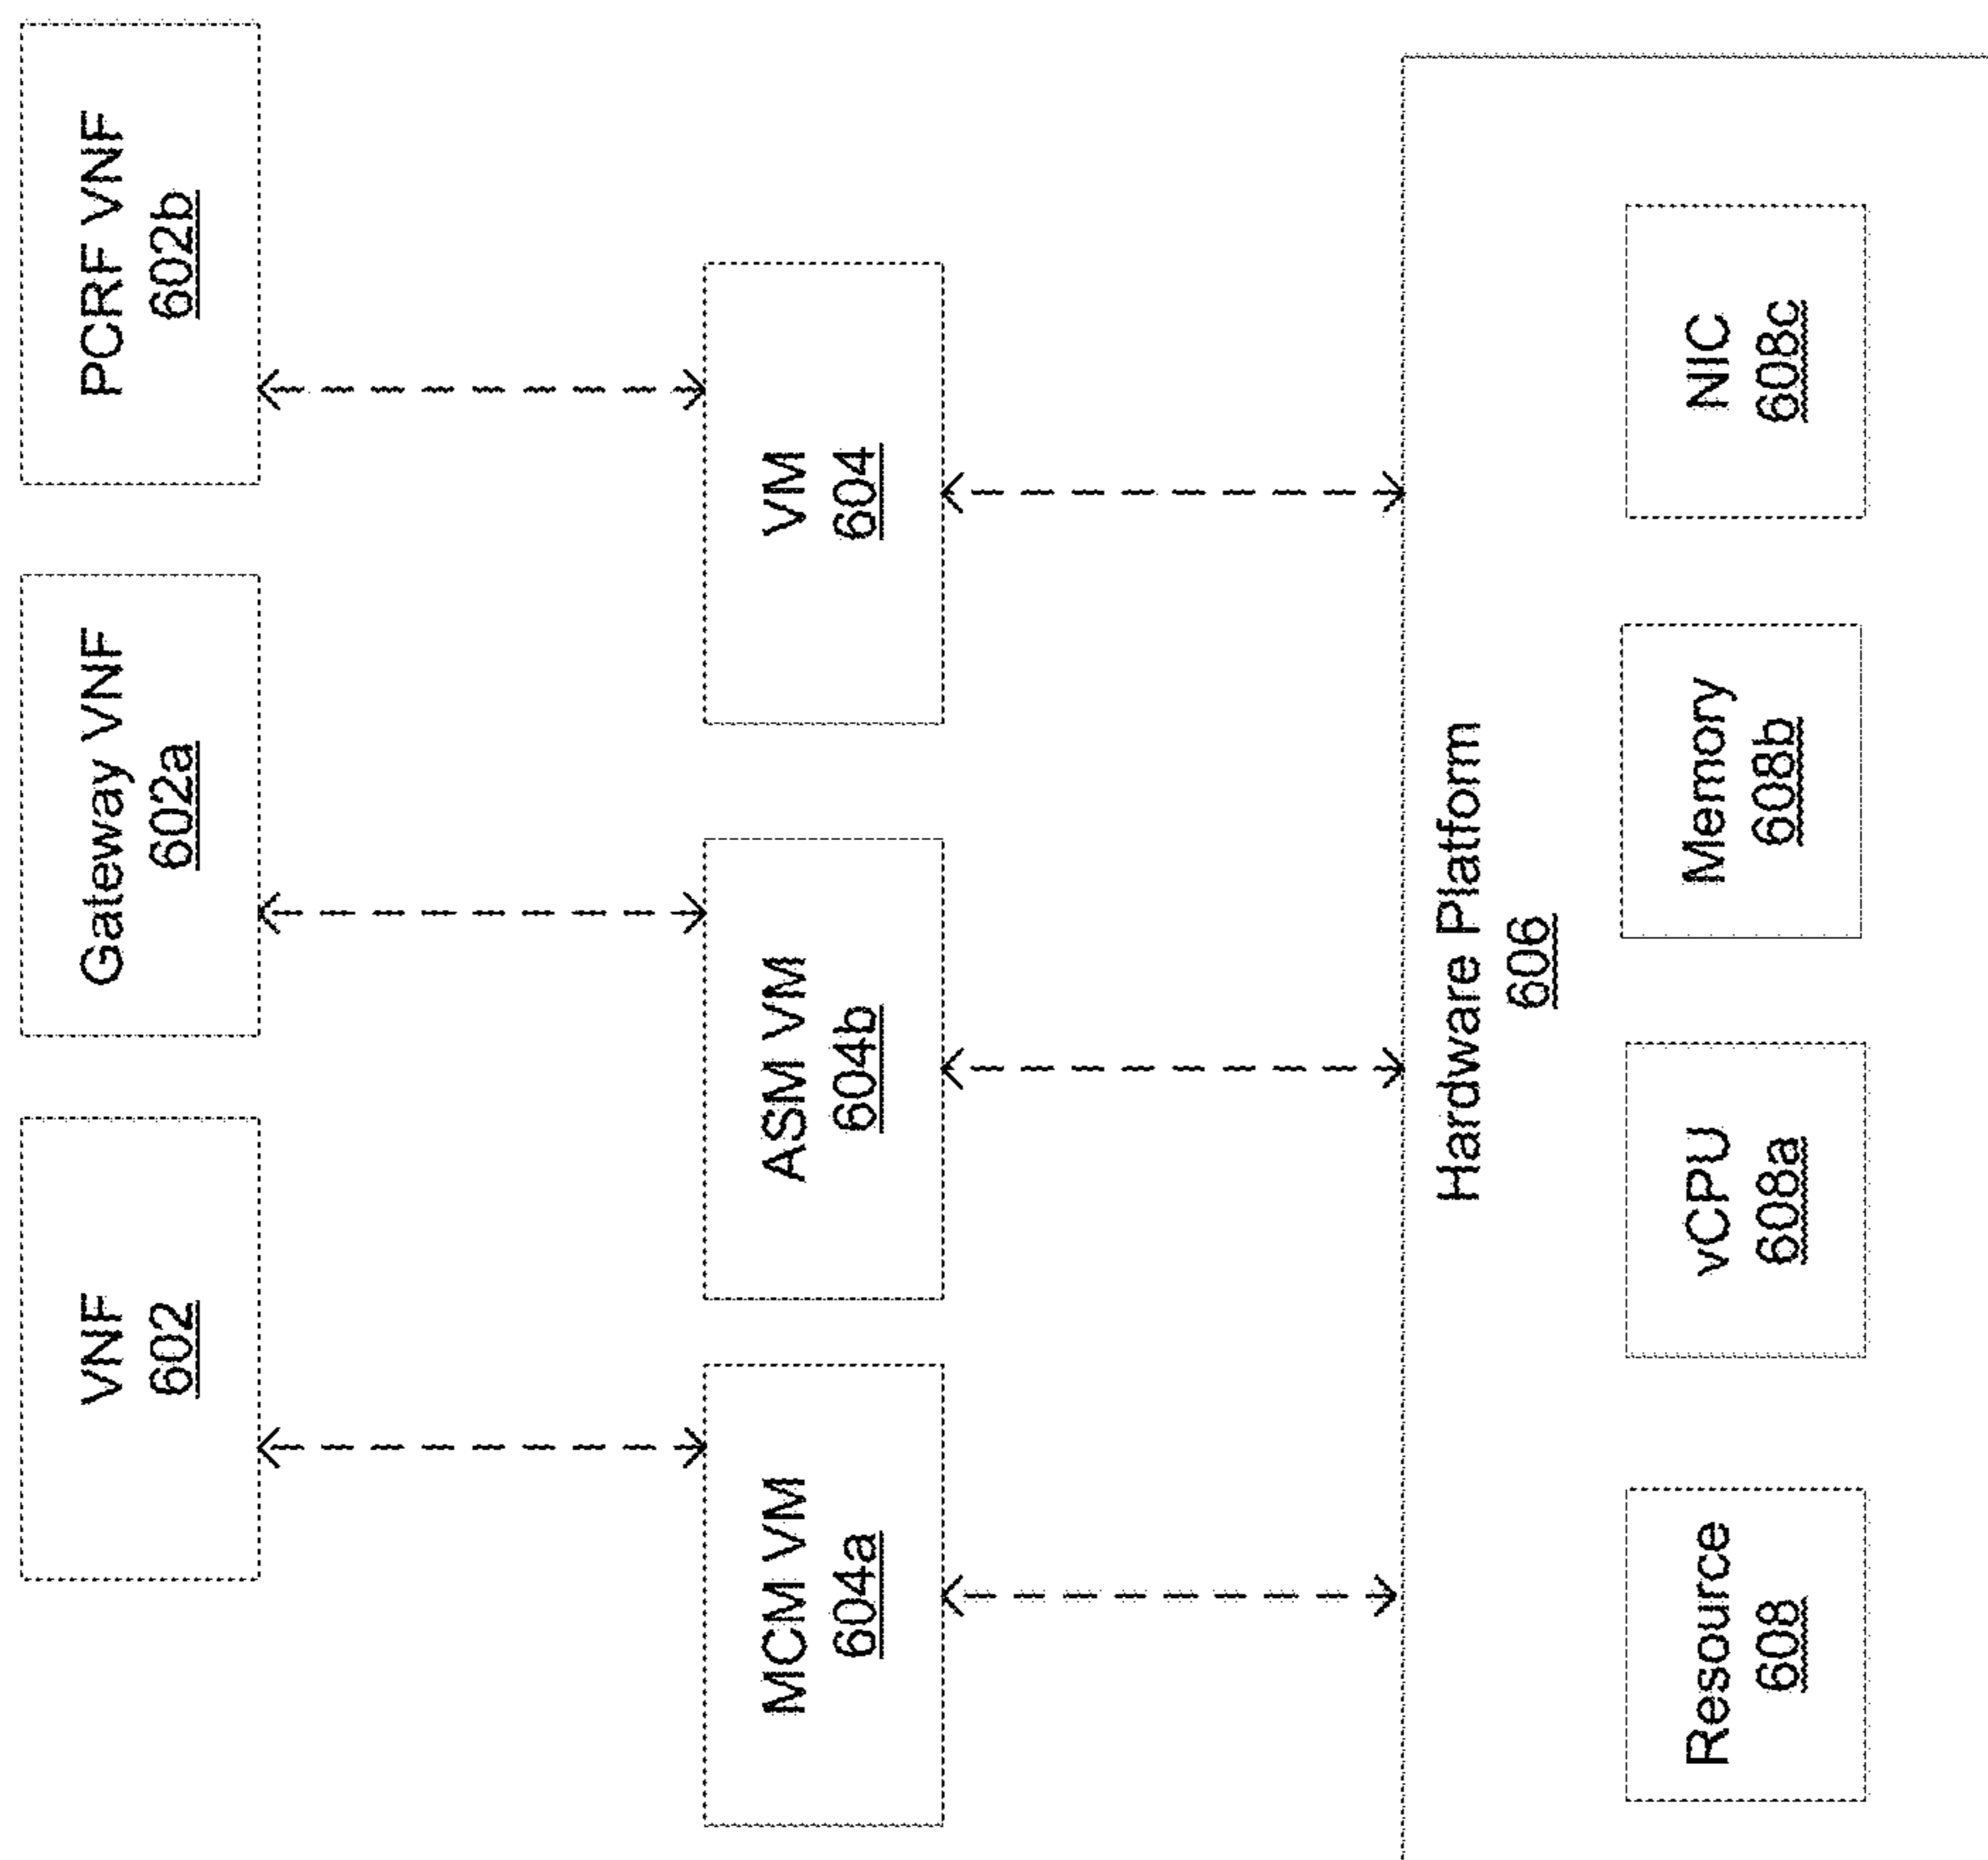 VNF
602
Gateway VNF
602a
PCRF VNF
602b
MCM VM
604a
ASM VM
604b
VM
604
Hardware Platform
606
Resource
608
vCPU
608a
Memory
608b
NIC
608c